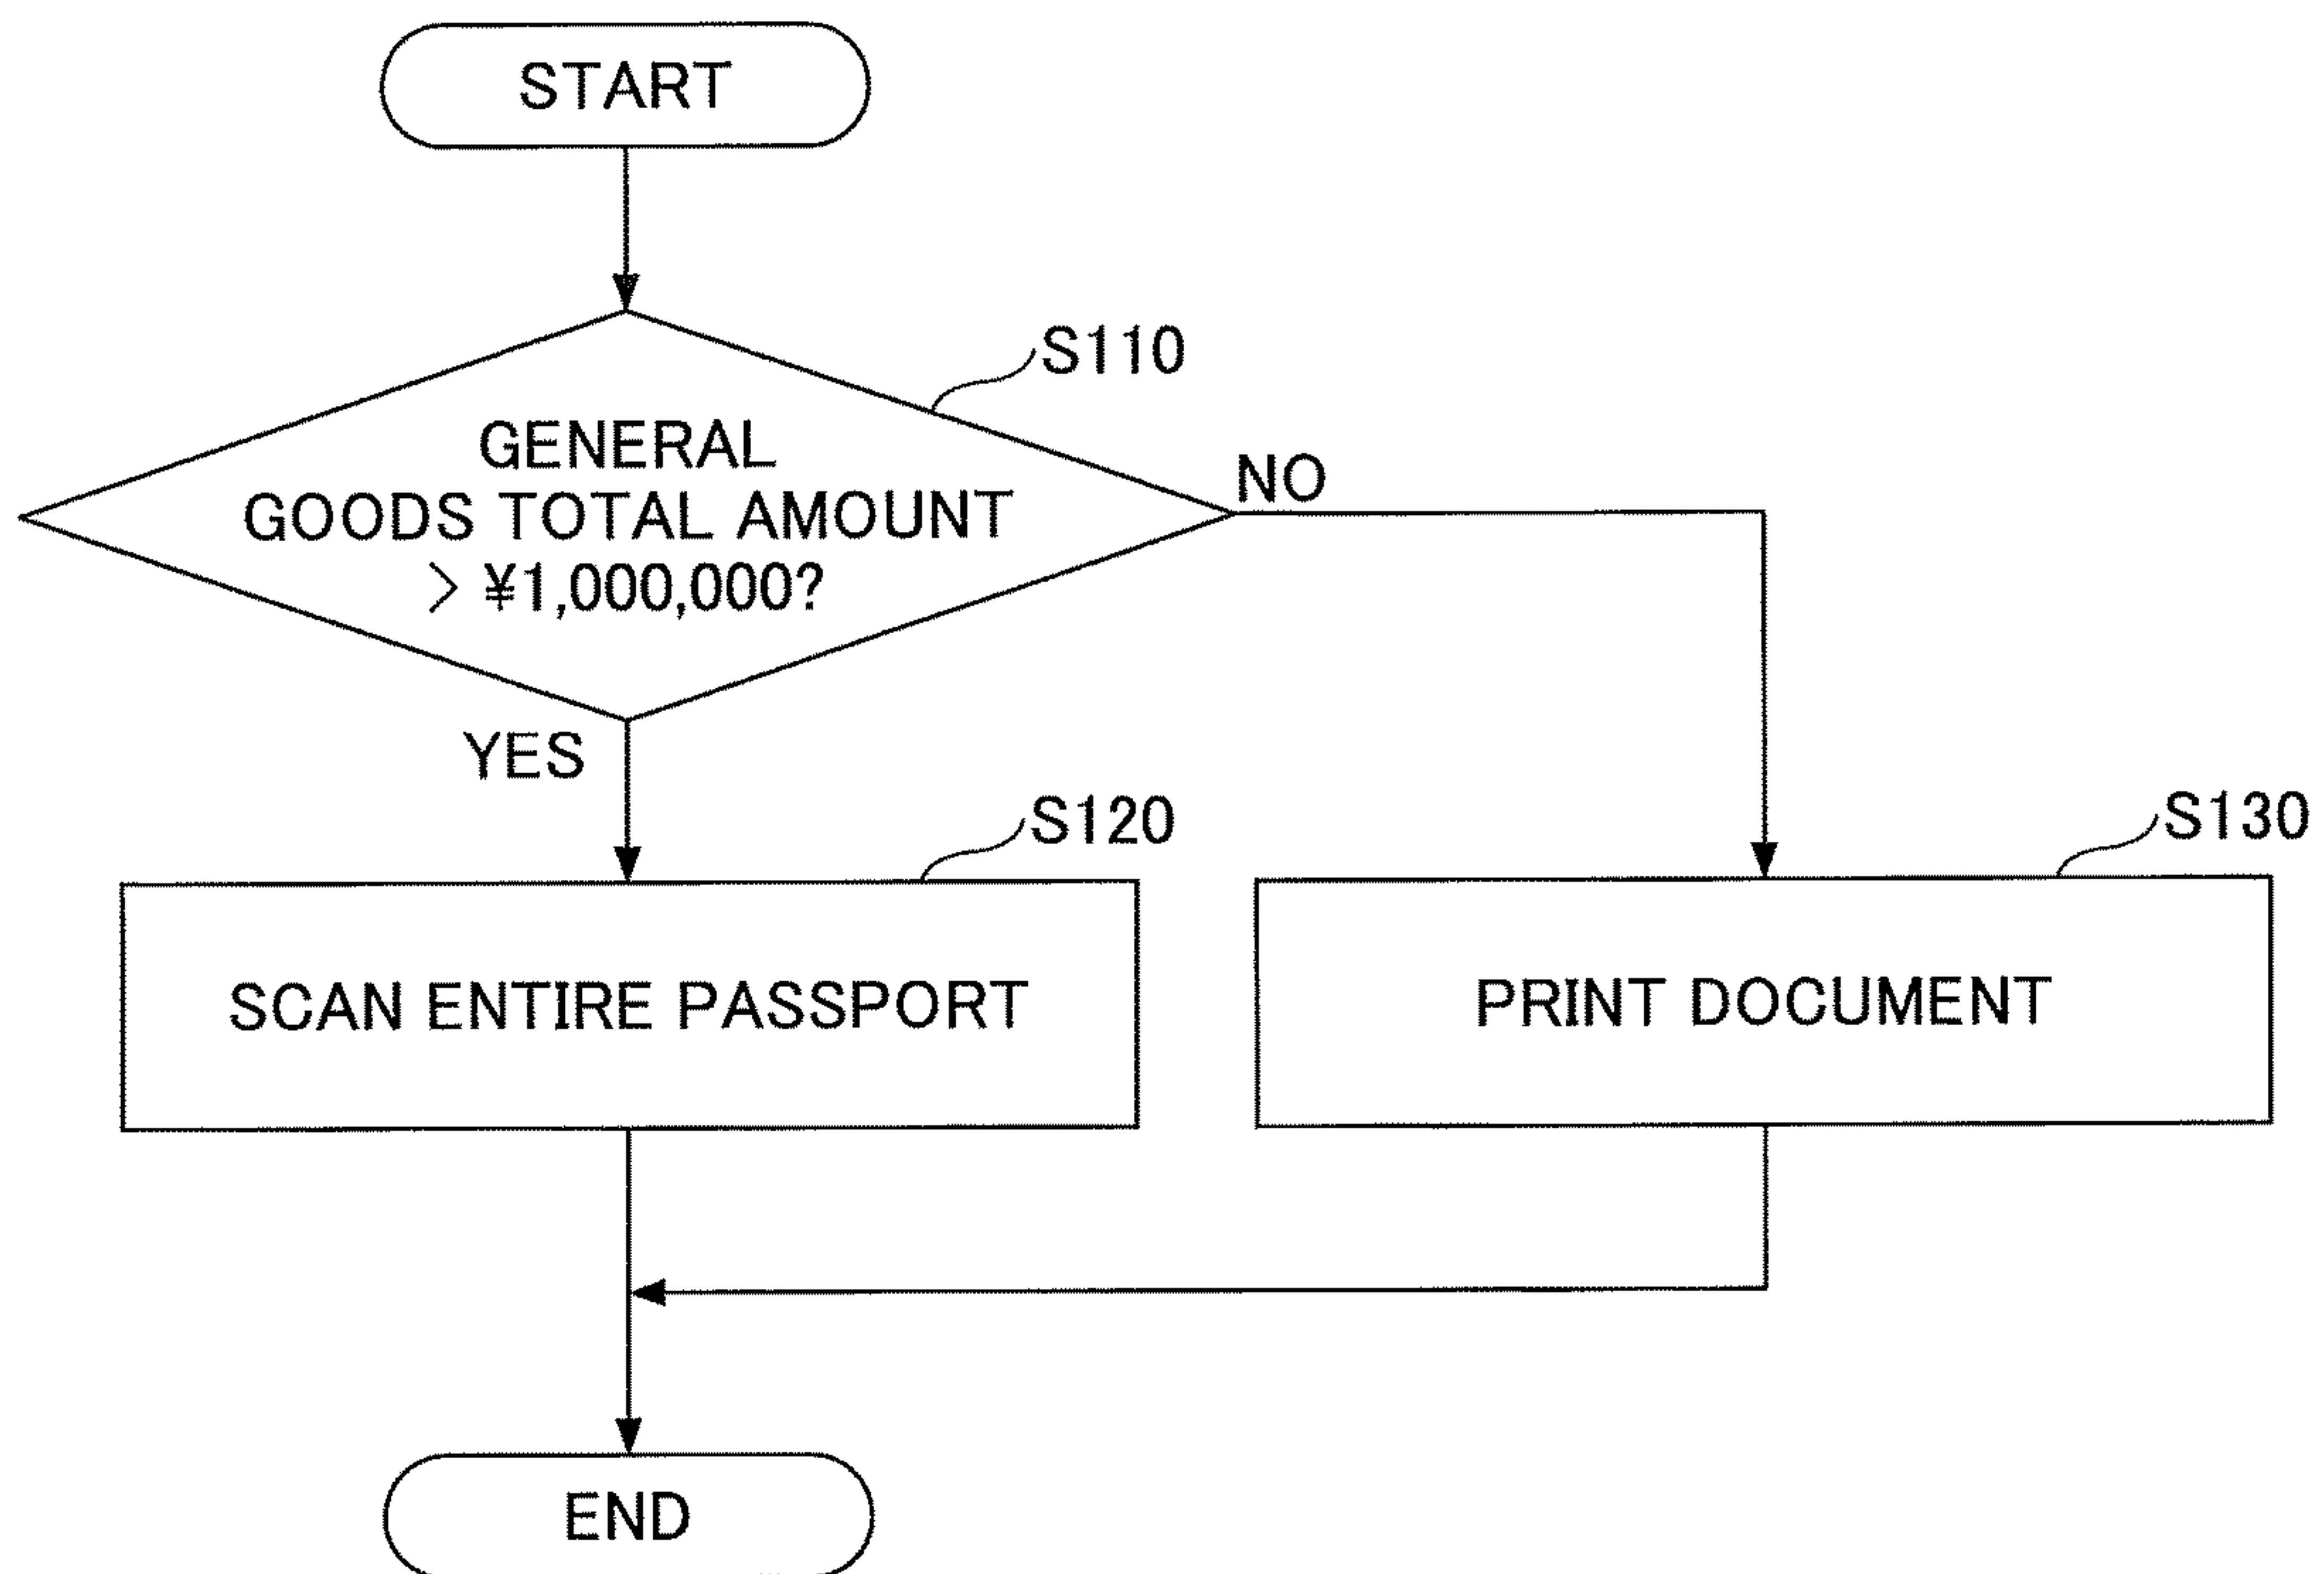 START
S110
GENERAL
GOODS TOTAL AMOUNT
> ¥1,000,000?
NO
YES
S120
S130
SCAN ENTIRE PASSPORT
PRINT DOCUMENT
END